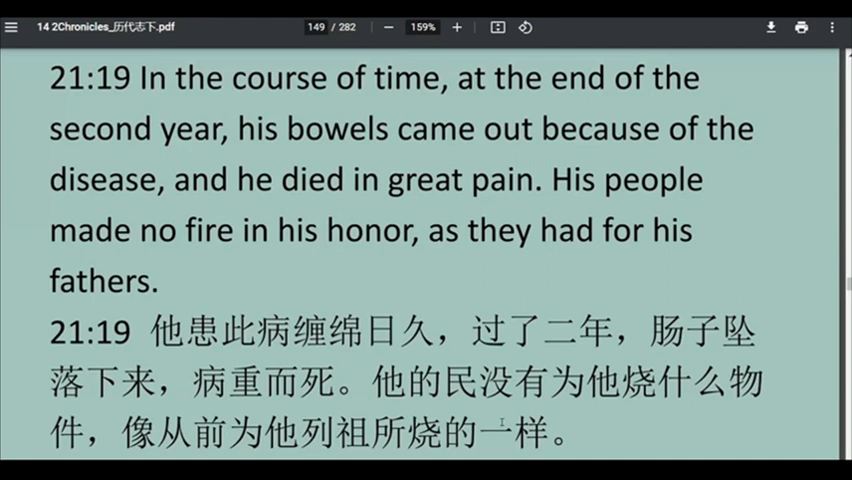 14 2Chronicles_历代志下.pdf
149 / 282
159%
21:19 In the course of time, at the end of the
second year, his bowels came out because of the
disease, and he died in great pain. His people
made no fire in his honor, as they had for his
fathers.
21:19 他患此病缠绵日久，过了二年，肠子坠
落下来，病重而死。他的民没有为他烧什么物
件，像从前为他列祖所烧的一样。